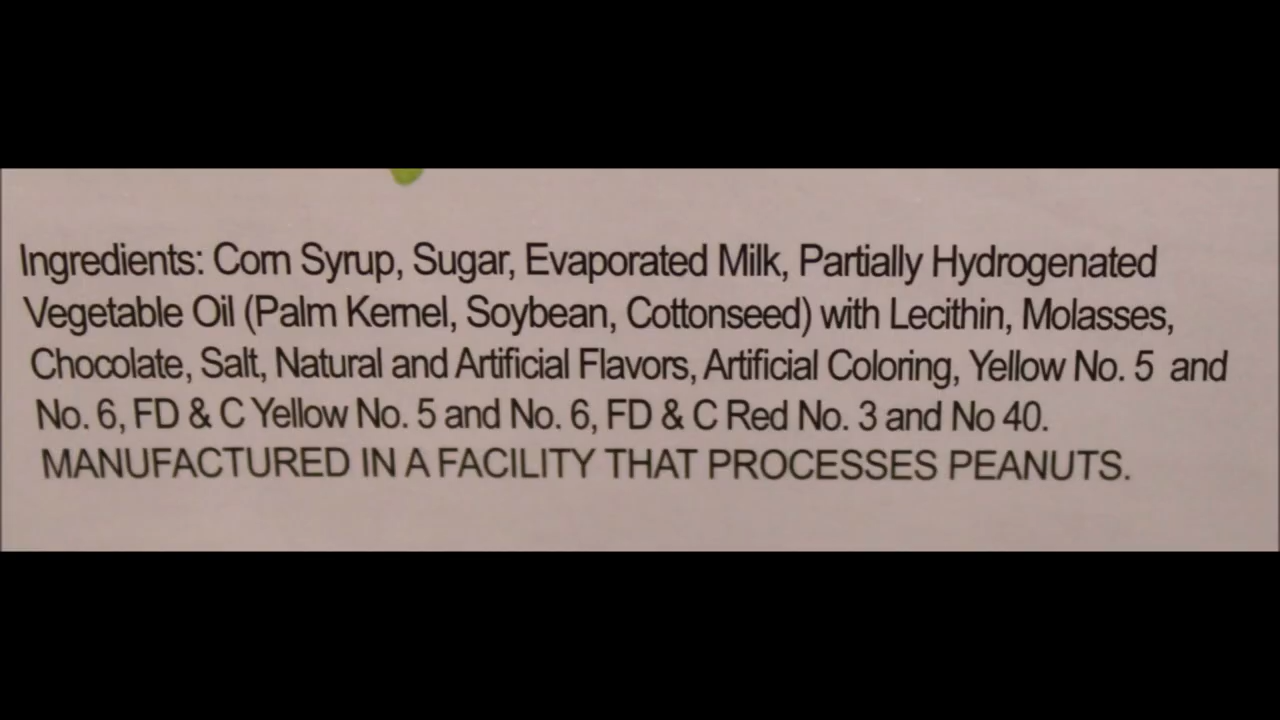 Ingredients: Corn Syrup, Sugar, Evaporated Milk, Partially Hydrogenated
Vegetable Oil (Palm Kernel, Soybean, Cottonseed) with Lecithin, Molasses,
Chocolate, Salt, Natural and Artificial Flavors, Artificial Coloring, Yellow No. 5 and
No. 6, FD & C Yellow No. 5 and No. 6, FD & C Red No. 3 and No 40.
MANUFACTURED IN A FACILITY THAT PROCESSES PEANUTS.